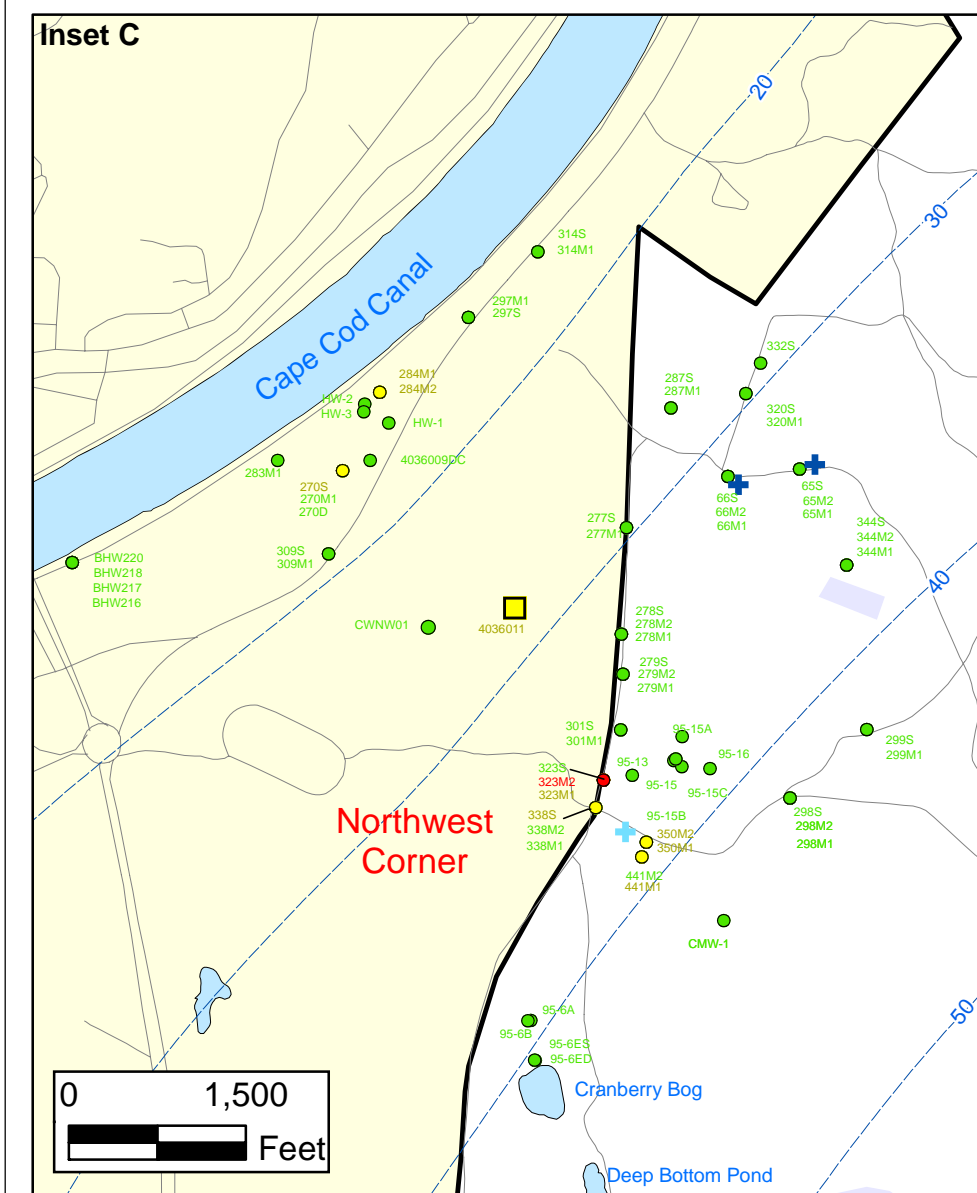 Inset C
20
30
314S
314M1
Cape Cod Canal
297M1
297S
332S
284M1
284M2
287S
287M1
HW-2
HW-3
HW-1
320S
320M1
283M1
4036009DC
270S
270M1
270D
66S
66M2
66M1
65S
65M2
65M1
277S
277M1
344S
344M2
344M1
309S
309M1
BHW220
BHW218
BHW217
BHW216
40
CWNW01
4036011
278S
278M2
278M1
279S
279M2
279M1
301S
301M1
95-15A
299S
299M1
323S
323M2
323M1
95-13
95-15
95-16
95-15C
95-15B
338S
338M2
338M1
Northwest
Corner
298S
298M2
298M1
350M2
350M1
441M2
441M1
CMW-1
95-6A
95-6B
50
95-6ES
95-6ED
Cranberry Bog
0 1,500
Feet
Deep Bottom Pond